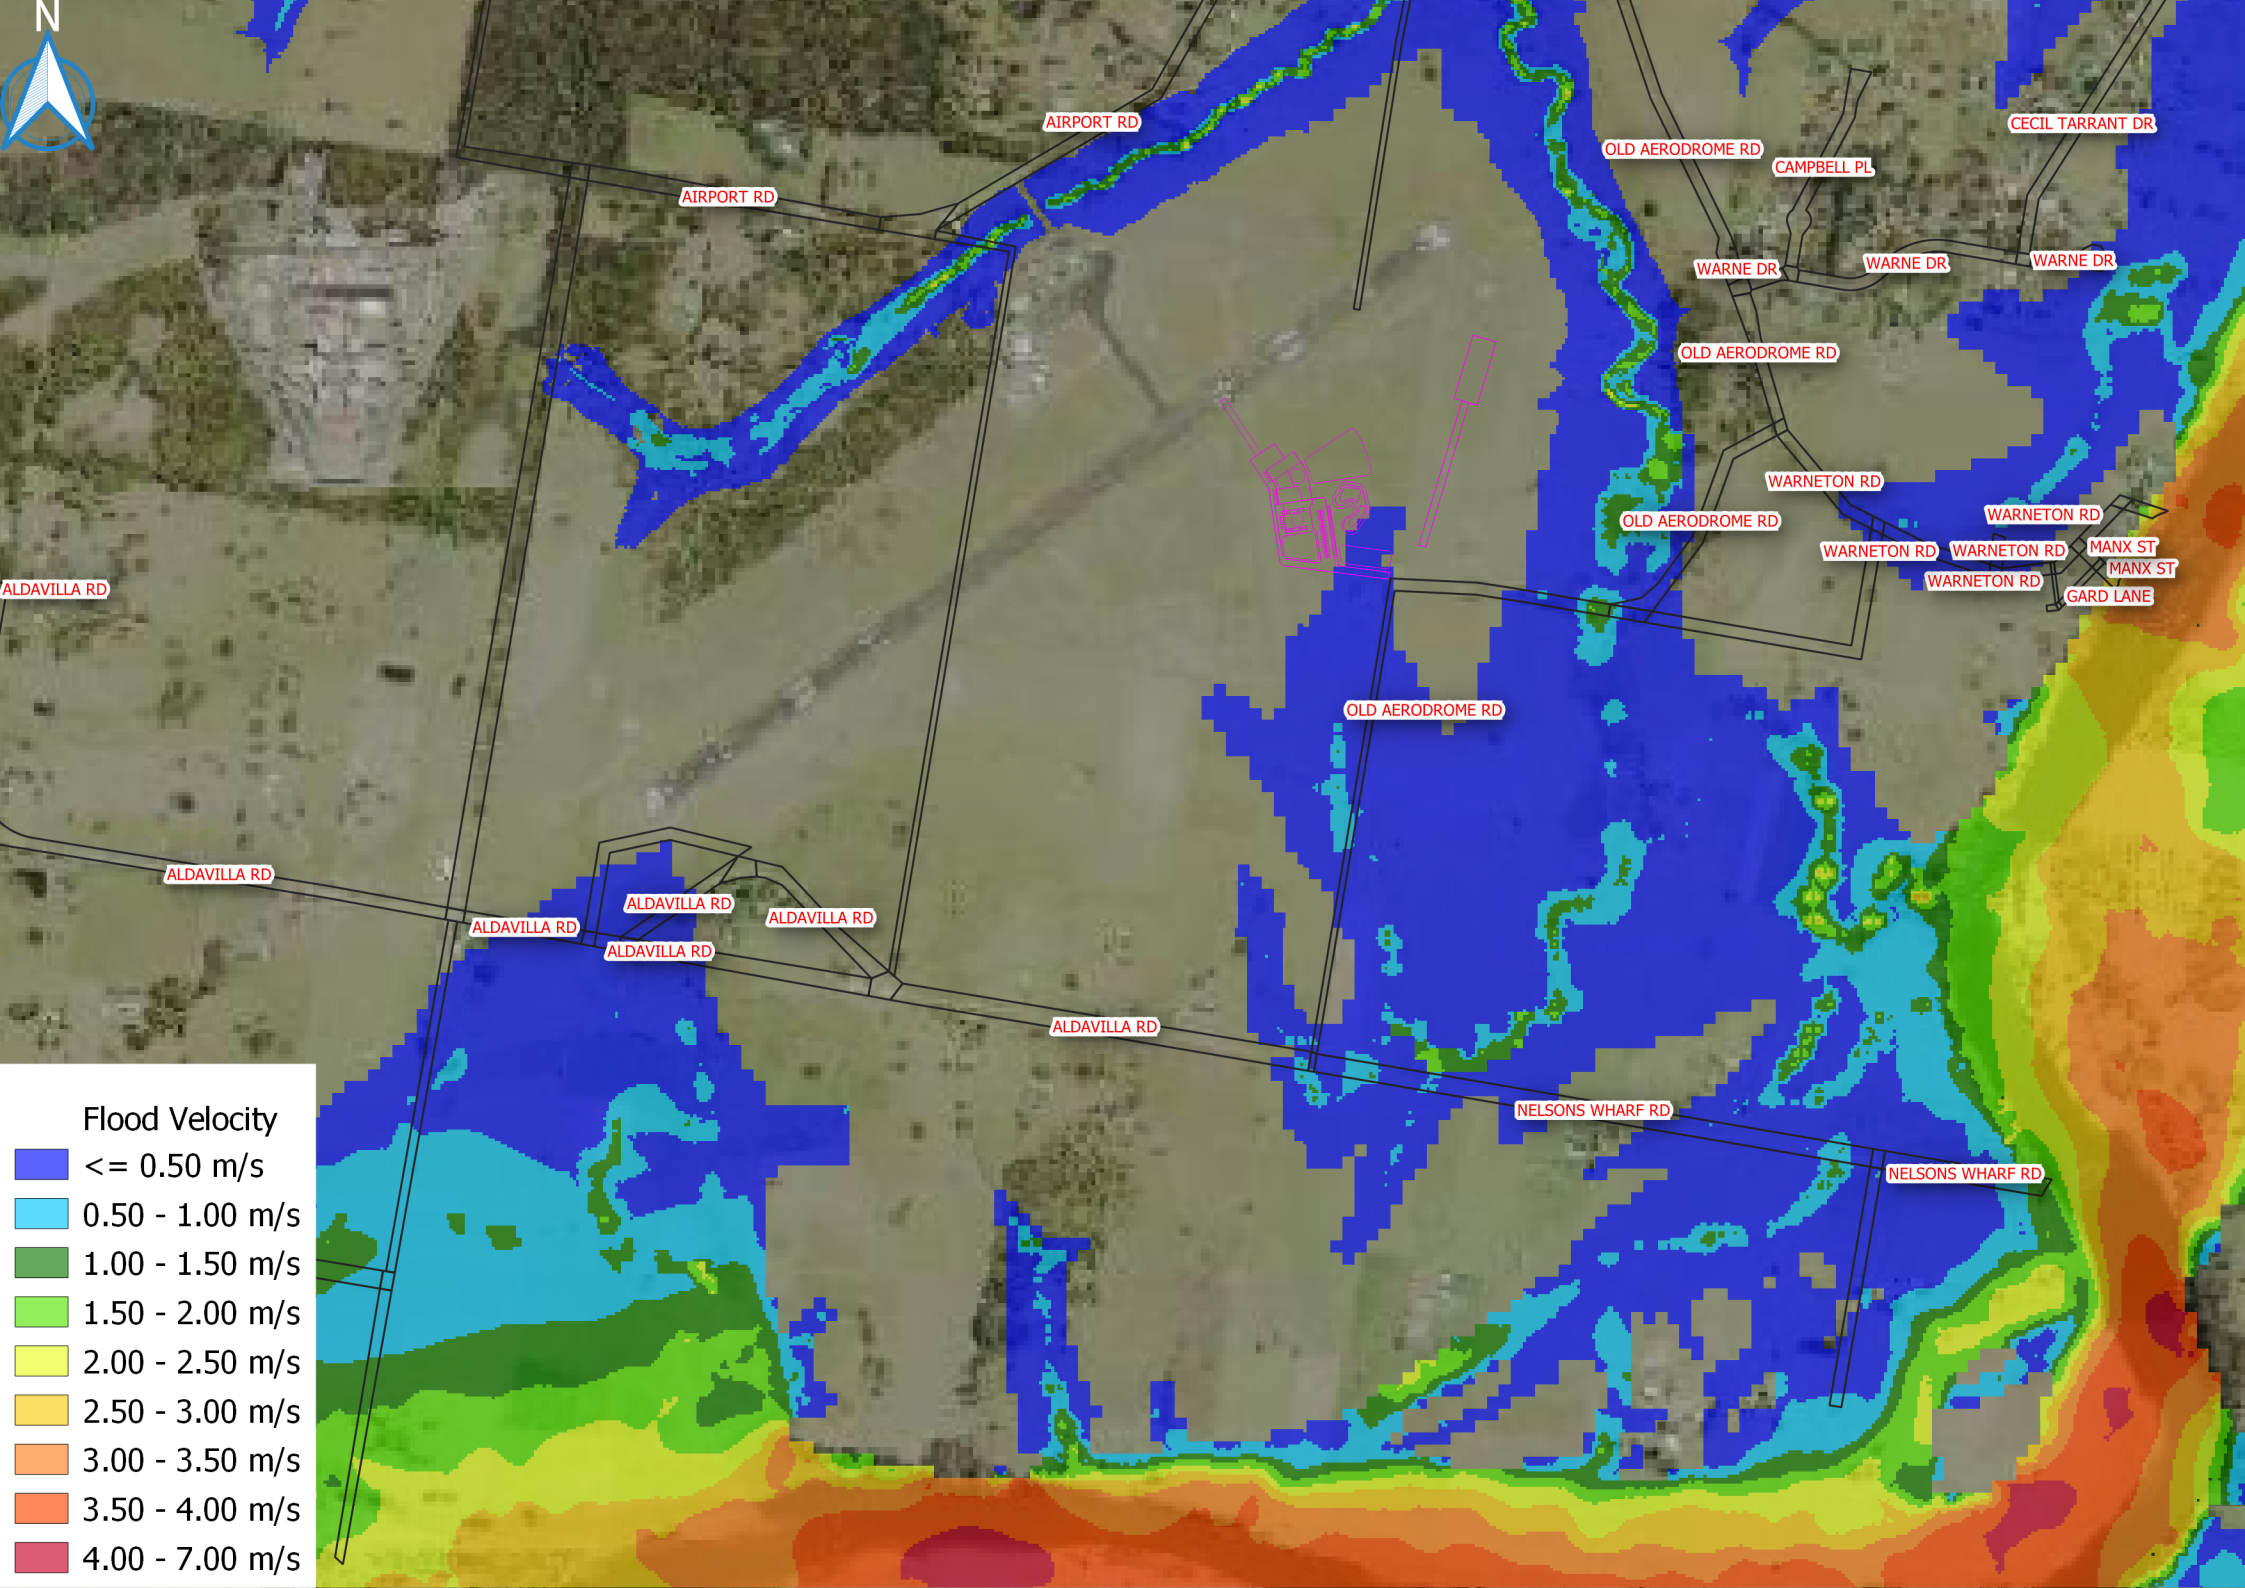 N
AIRPORT RD
CECIL TARRANT DR
OLD AERODROME RD
CAMPBELL PL
AIRPORT RD
WARNE DR
WARNE DR
WARNE DR
OLD AERODROME RD
WARNETON RD
WARNETON RD
OLD AERODROME RD
WARNETON RD
WARNETON RD
MANX ST
MANX ST
WARNETON RD
ALDAVILLA RD
GARD LANE
OLD AERODROME RD
ALDAVILLA RD
ALDAVILLA RD
ALDAVILLA RD
ALDAVILLA RD
ALDAVILLA RD
ALDAVILLA RD
NELSONS WHARF RD
NELSONS WHARF RD
Flood Velocity
<= 0.50 m/s
0.50 - 1.00 m/s
1.00 - 1.50 m/s
1.50 - 2.00 m/s
2.00 - 2.50 m/s
2.50 - 3.00 m/s
3.00 - 3.50 m/s
3.50 - 4.00 m/s
4.00 - 7.00 m/s